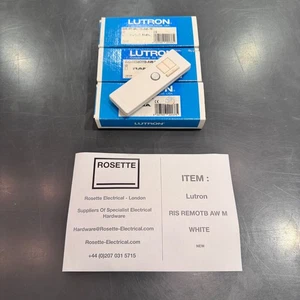 LUTRON
LUTRON
LUTRON
ROSETTE
Rosette Electrical - London
Suppliers Of Specialist Electrical
Hardware
Hardware@Rosette-Electrical.com
Rosette-Electrical.com
+44 (0)207 031 5715
ITEM :
Lutron
RIS REMOTB AW M
WHITE
NEW